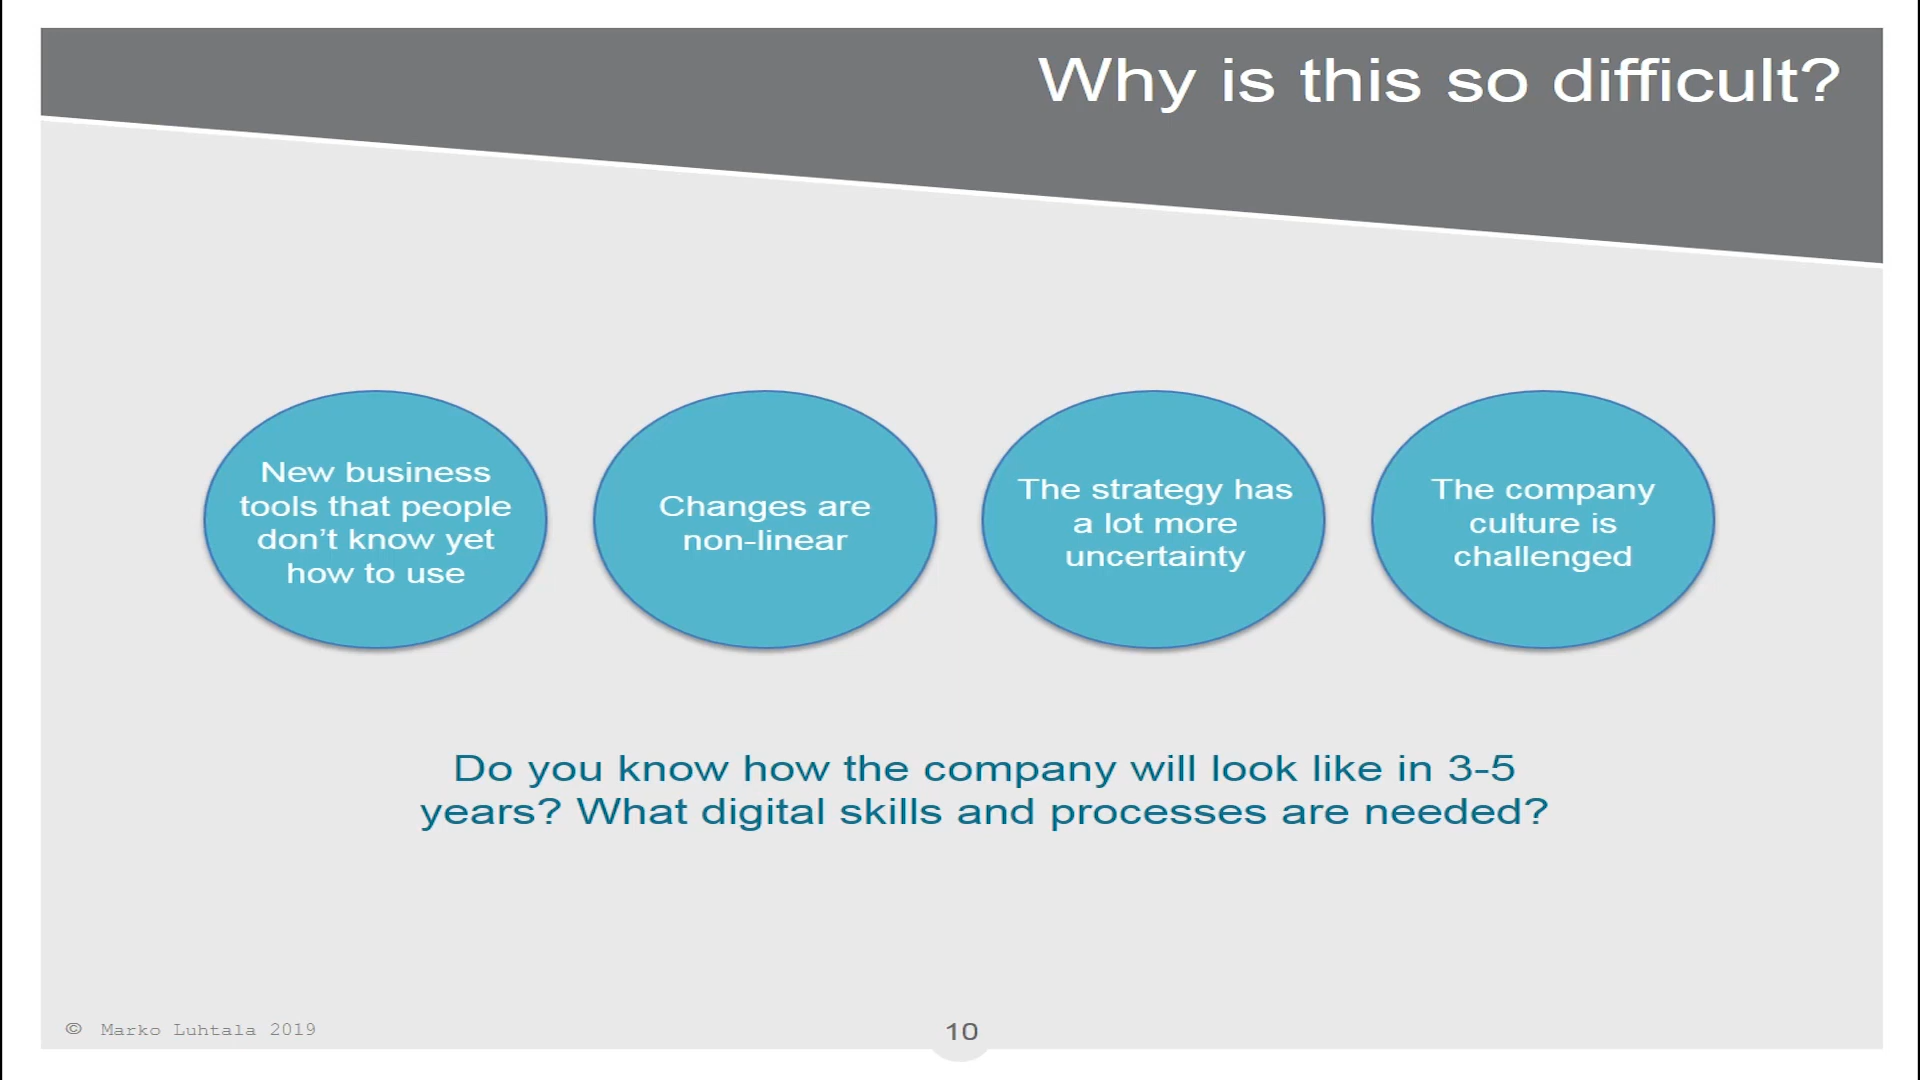 Why is this so difficult?
New business
tools that people
don’t know yet
how to use
Changes are
non-linear
The strategy has
a lot more
uncertainty
The company
culture is
challenged
Do you know how the company will look like in 3-5
years? What digital skills and processes are needed?
© Marko Luhtala 2019
10